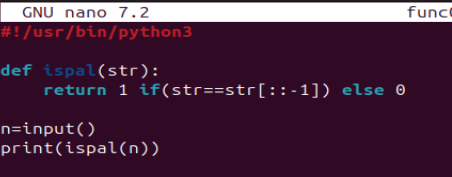 GNU nano 7.2 func
#!/usr/bin/python3
def ispal(str):
    return 1 if(str==str[::-1]) else 0
n=input()
print(ispal(n))